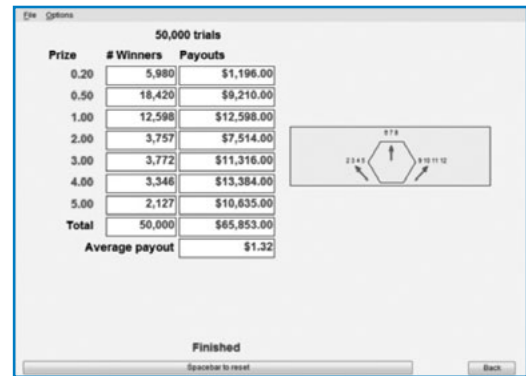 File Options
50,000 trials
Prize # Winners Payouts
0.20 5,980 $1,196.00
0.50 18,420 $9,210.00
1.00 12,598 $12,598.00
2.00 3,757 $7,514.00
3.00 3,772 $11,316.00
4.00 3,346 $13,384.00
5.00 2,127 $10,635.00
Total 50,000 $65,853.00
Average payout $1.32
6 7 8
2 3 4 5 9 10 11 12
Finished
Spacebar to reset Back